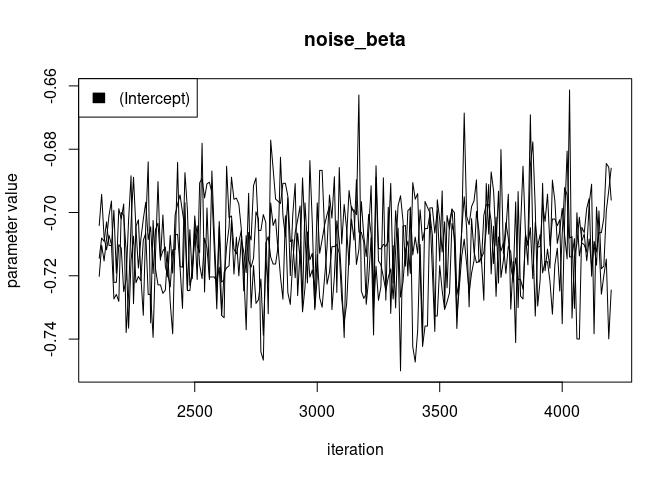 noise_beta
(Intercept)
parameter value
-0.66
-0.68
-0.70
-0.72
-0.74
2500
3000
3500
4000
iteration